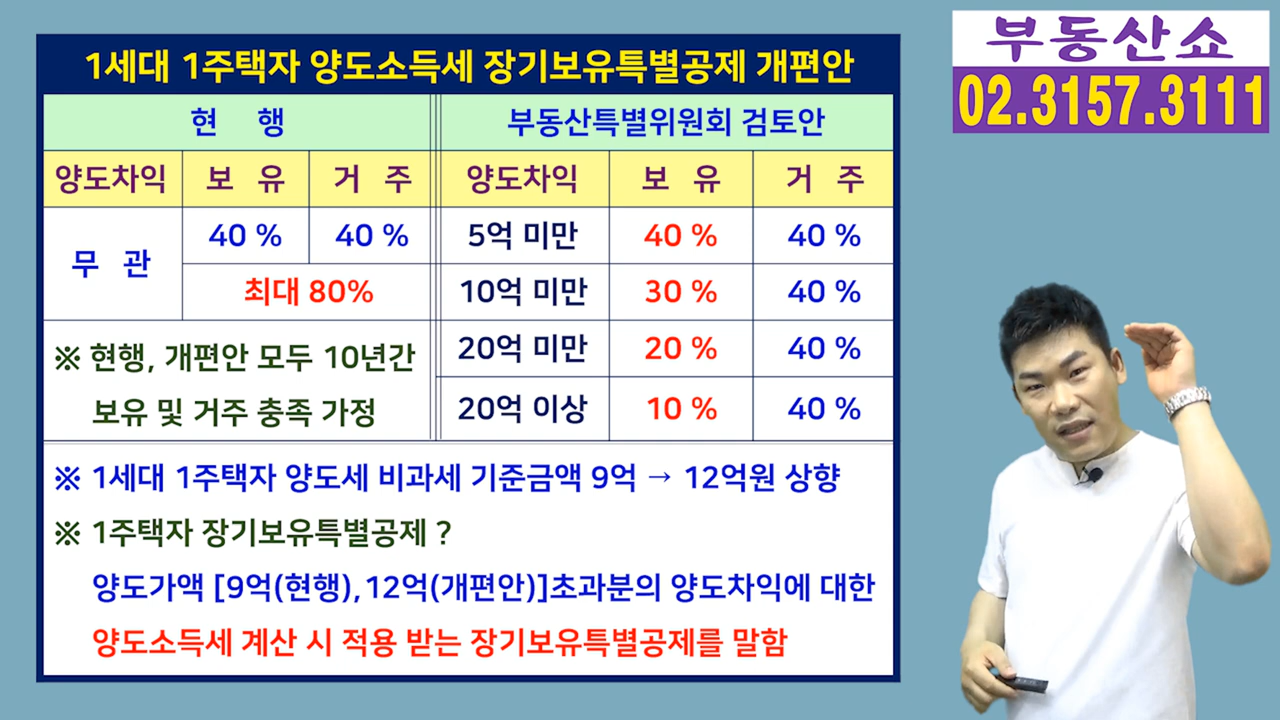 1세대 1주택자 양도소득세 장기보유특별공제 개편안
부동산쇼
02.3157.3111
현 행 부동산특별위원회 검토안
양도차익 보 유 거 주 양도차익 보 유 거 주
무 관 40 % 40 % 5억 미만 40 % 40 %
최대 80% 10억 미만 30 % 40 %
※ 현행, 개편안 모두 10년간 20억 미만 20 % 40 %
보유 및 거주 충족 가정 20억 이상 10 % 40 %
※ 1세대 1주택자 양도세 비과세 기준금액 9억 → 12억원 상향
※ 1주택자 장기보유특별공제 ?
양도가액 [9억(현행),12억(개편안)]초과분의 양도차익에 대한
양도소득세 계산 시 적용 받는 장기보유특별공제를 말함